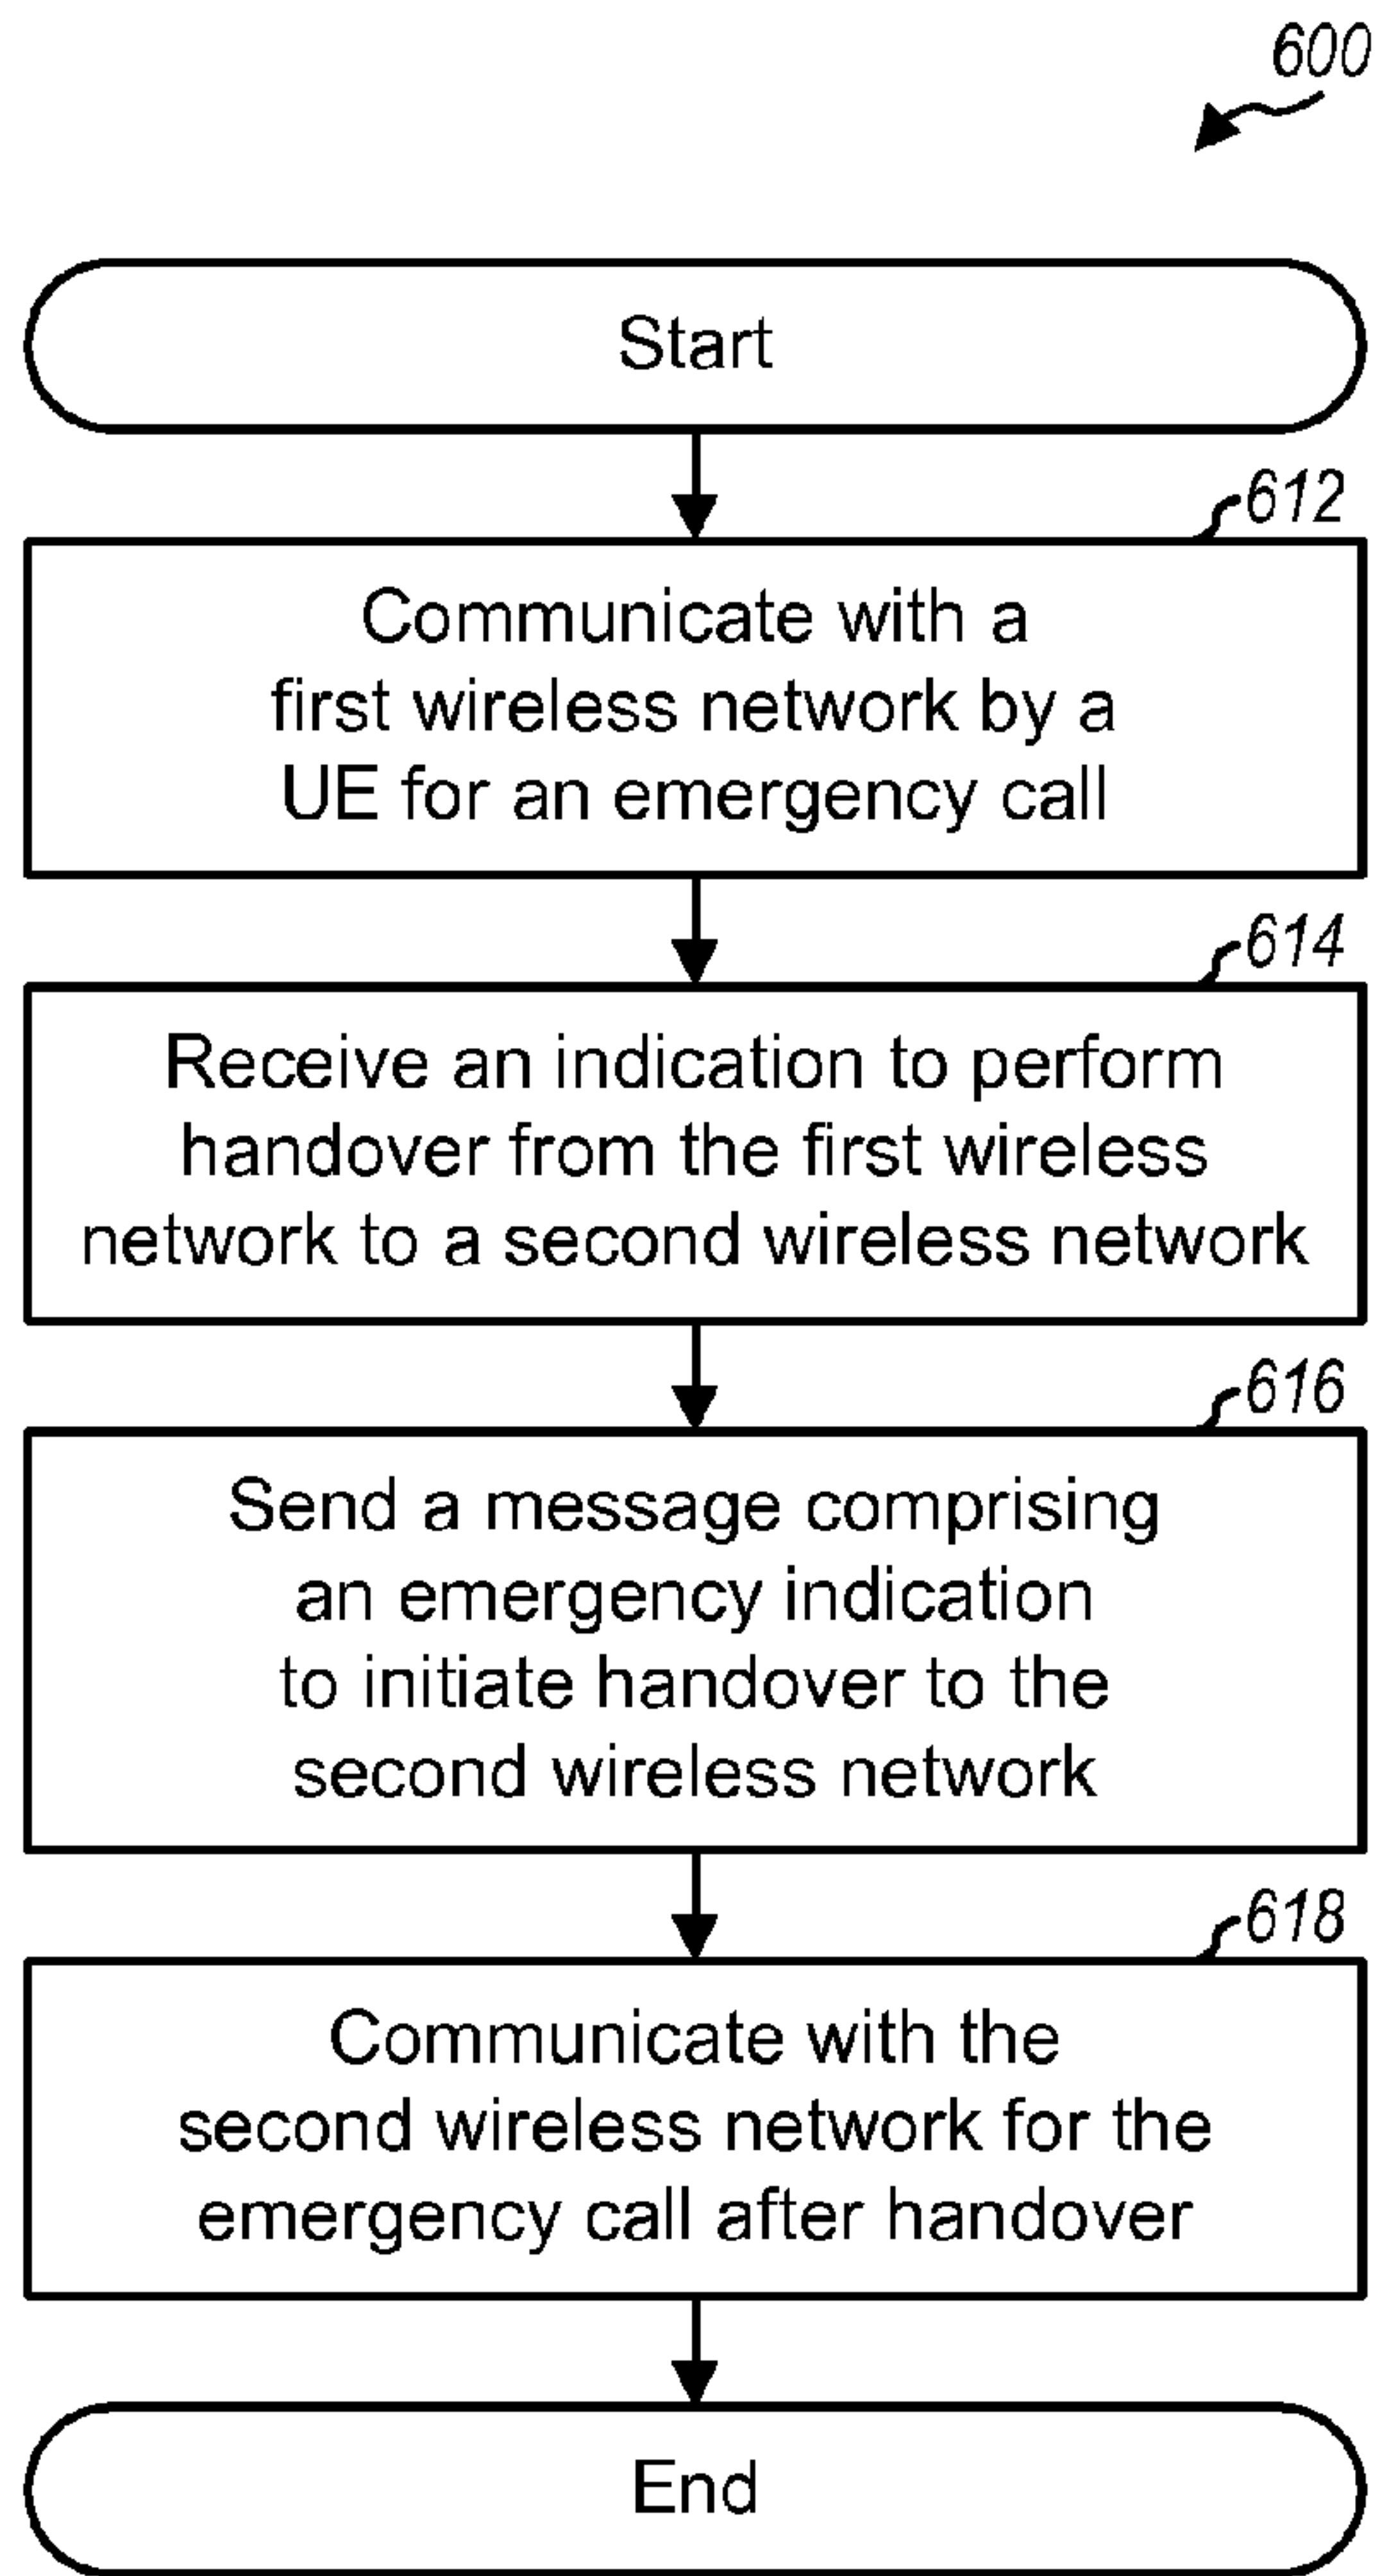 600
Start
612
Communicate with a
first wireless network by a
UE for an emergency call
614
Receive an indication to perform
handover from the first wireless
network to a second wireless network
616
Send a message comprising
an emergency indication
to initiate handover to the
second wireless network
618
Communicate with the
second wireless network for the
emergency call after handover
End